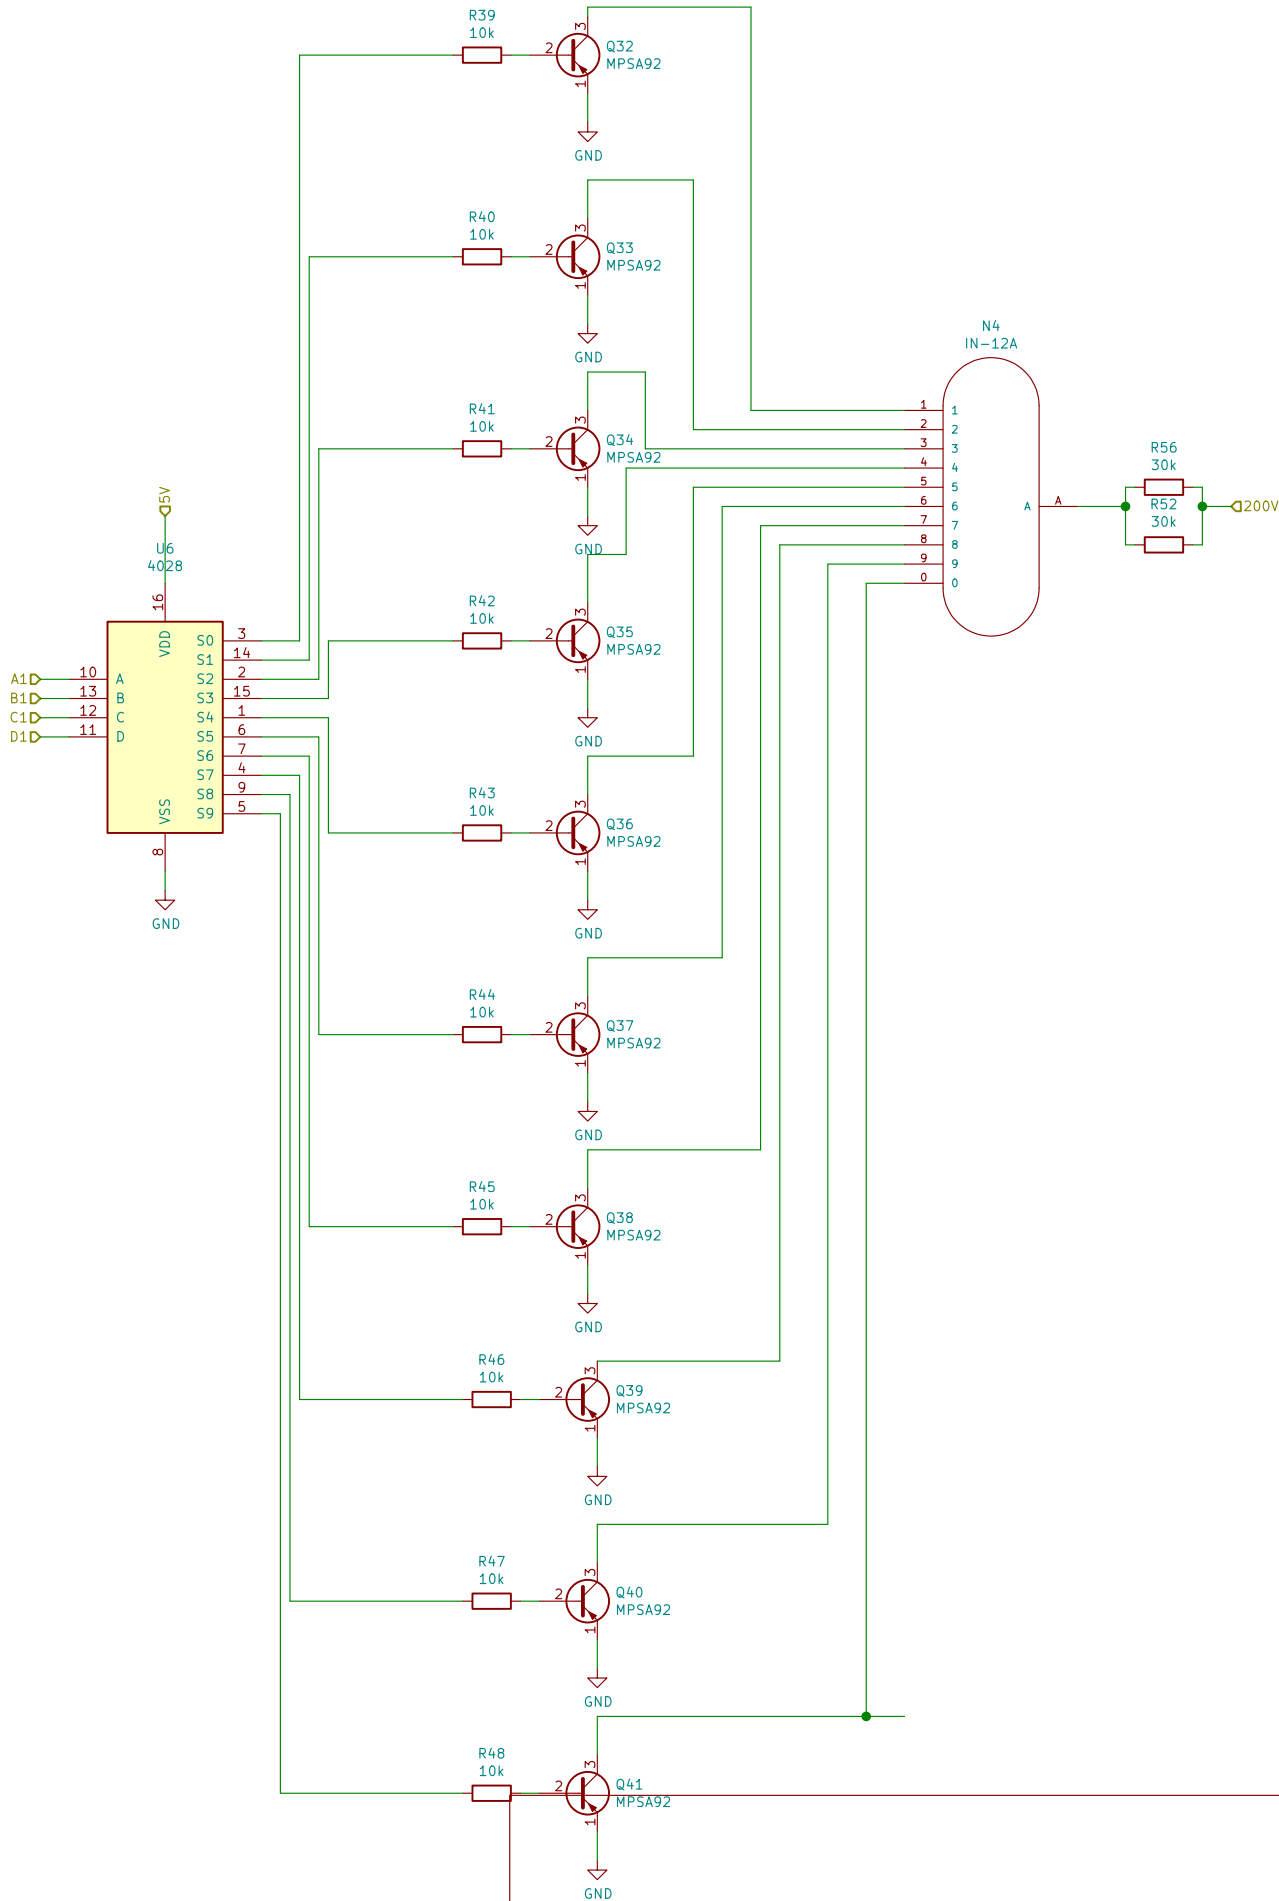 R39
10k
3
2
Q32
MPSA92
1
GND
R40
10k
3
2
Q33
MPSA92
1
GND
R41
10k
3
2
Q34
MPSA92
1
GND
R42
10k
3
2
Q35
MPSA92
1
GND
R43
10k
3
2
Q36
MPSA92
1
GND
R44
10k
3
2
Q37
MPSA92
1
GND
R45
10k
3
2
Q38
MPSA92
1
GND
R46
10k
3
2
Q39
MPSA92
1
GND
R47
10k
3
2
Q40
MPSA92
1
GND
R48
10k
3
2
Q41
MPSA92
1
GND
5V
U6
4028
16
VDD
S0 3
S1 14
A1 10 A S2 2
B1 13 B S3 15
C1 12 C S4 1
D1 11 D S5 6
S6 7
S7 4
S8 9
S9 5
VSS
8
GND
N4
IN-12A
1 1
2 2
3 3
4 4
5 5
6 6
7 7
8 8
9 9
0 0
A A
R56
30k
R52
30k
200V